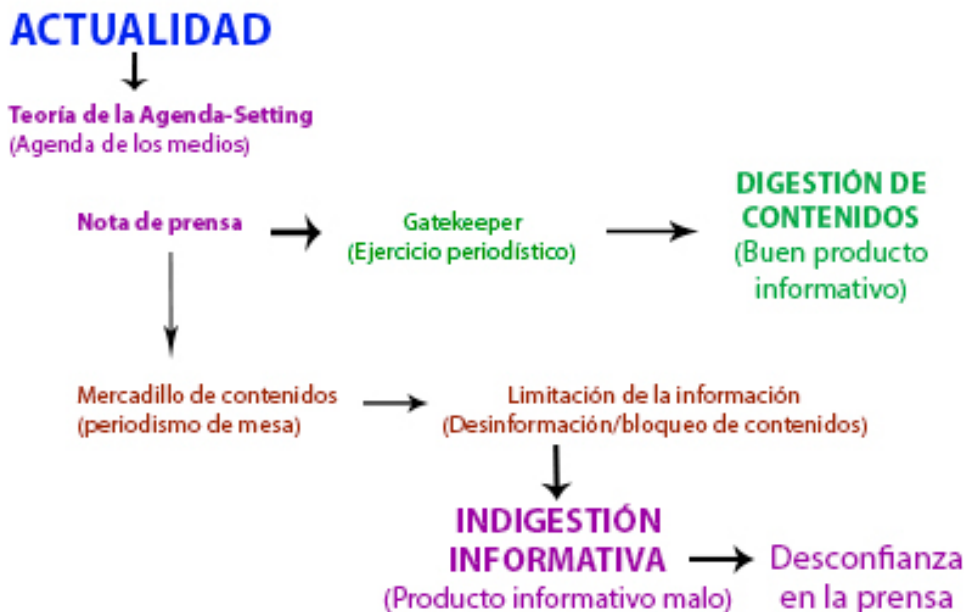 ACTUALIDAD
Teoría de la Agenda-Setting
(Agenda de los medios)
Nota de prensa
Gatekeeper
(Ejercicio periodístico)
DIGESTIÓN DE
CONTENIDOS
(Buen producto
informativo)
Mercadillo de contenidos
(periodismo de mesa)
Limitación de la información
(Desinformación/bloqueo de contenidos)
INDIGESTIÓN
INFORMATIVA
(Producto informativo malo)
Desconfianza
en la prensa